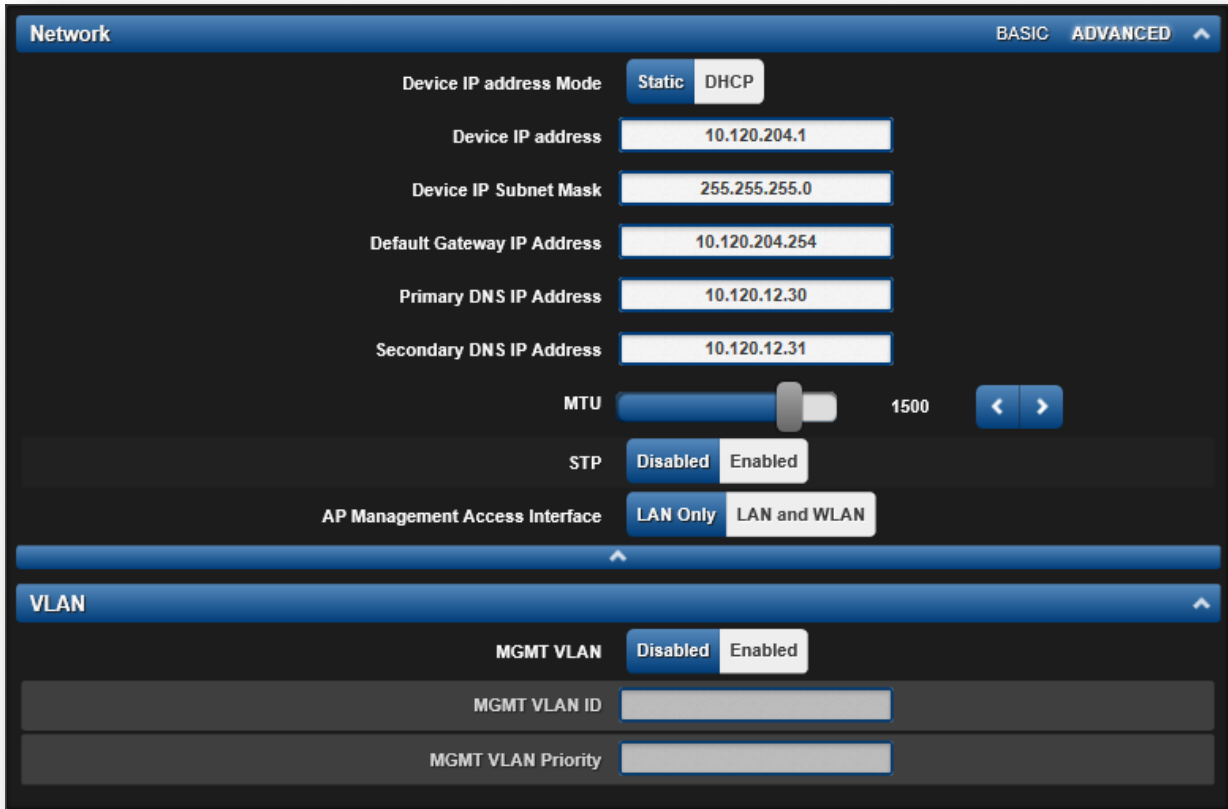 Network BASIC ADVANCED
Device IP address Mode Static DHCP
Device IP address 10.120.204.1
Device IP Subnet Mask 255.255.255.0
Default Gateway IP Address 10.120.204.254
Primary DNS IP Address 10.120.12.30
Secondary DNS IP Address 10.120.12.31
MTU 1500
STP Disabled Enabled
AP Management Access Interface LAN Only LAN and WLAN
VLAN
MGMT VLAN Disabled Enabled
MGMT VLAN ID
MGMT VLAN Priority